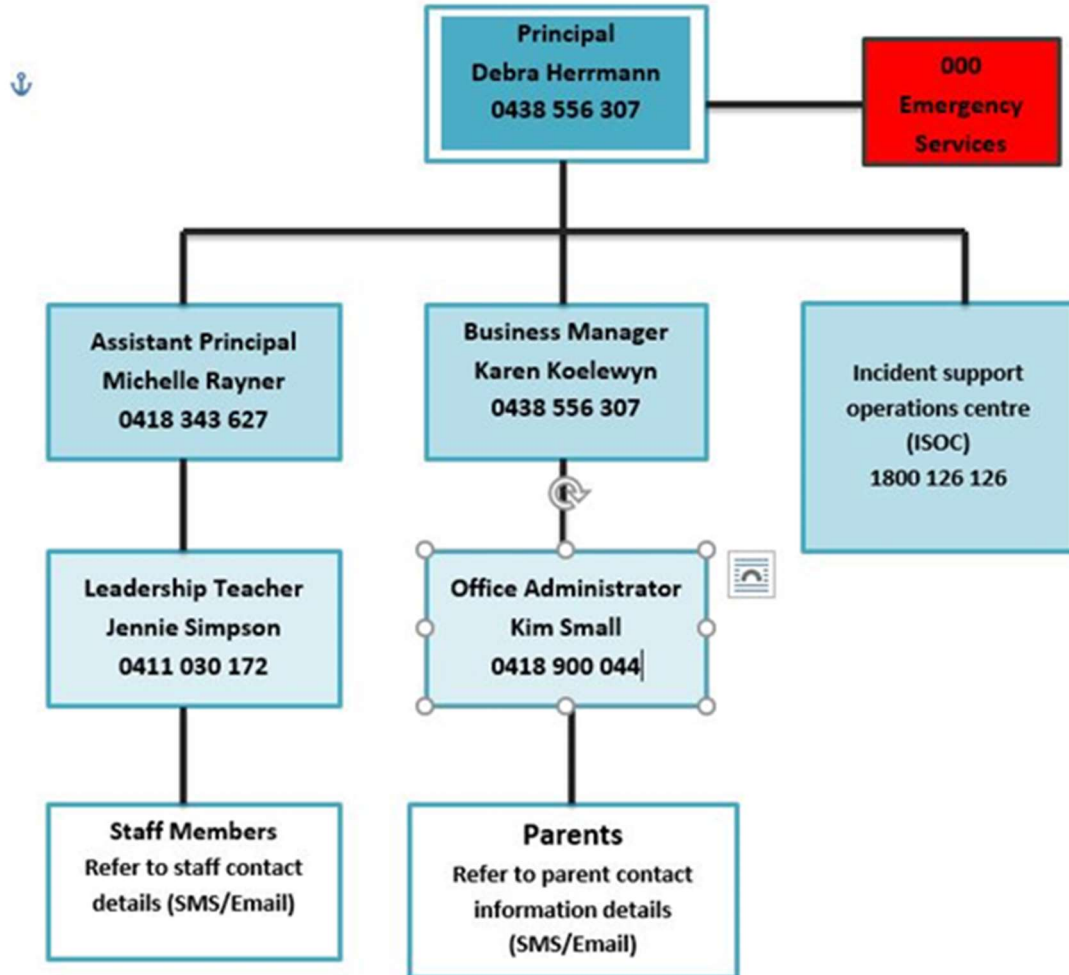 Principal
Debra Herrmann
0438 556 307
000
Emergency
Services
Assistant Principal
Michelle Rayner
0418 343 627
Business Manager
Karen Koelewyn
0438 556 307
Incident support
operations centre
(ISOC)
1800 126 126
Leadership Teacher
Jennie Simpson
0411 030 172
Office Administrator
Kim Small
0418 900 044
Staff Members
Refer to staff contact
details (SMS/Email)
Parents
Refer to parent contact
information details
(SMS/Email)